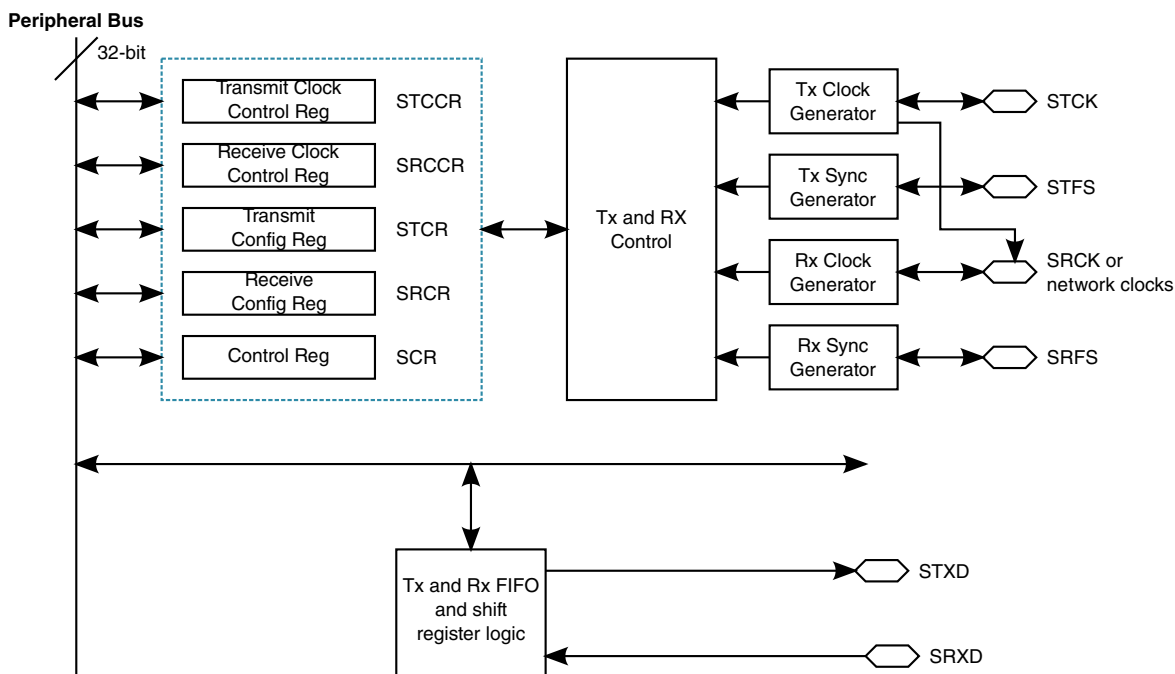 Peripheral Bus
32-bit
Transmit Clock
Control Reg
STCCR
Receive Clock
Control Reg
SRCCR
Transmit
Config Reg
STCR
Receive
Config Reg
SRCR
Control Reg
SCR
Tx and RX
Control
Tx Clock
Generator
STCK
Tx Sync
Generator
STFS
Rx Clock
Generator
SRCK or
network clocks
Rx Sync
Generator
SRFS
Tx and Rx FIFO
and shift
register logic
STXD
SRXD